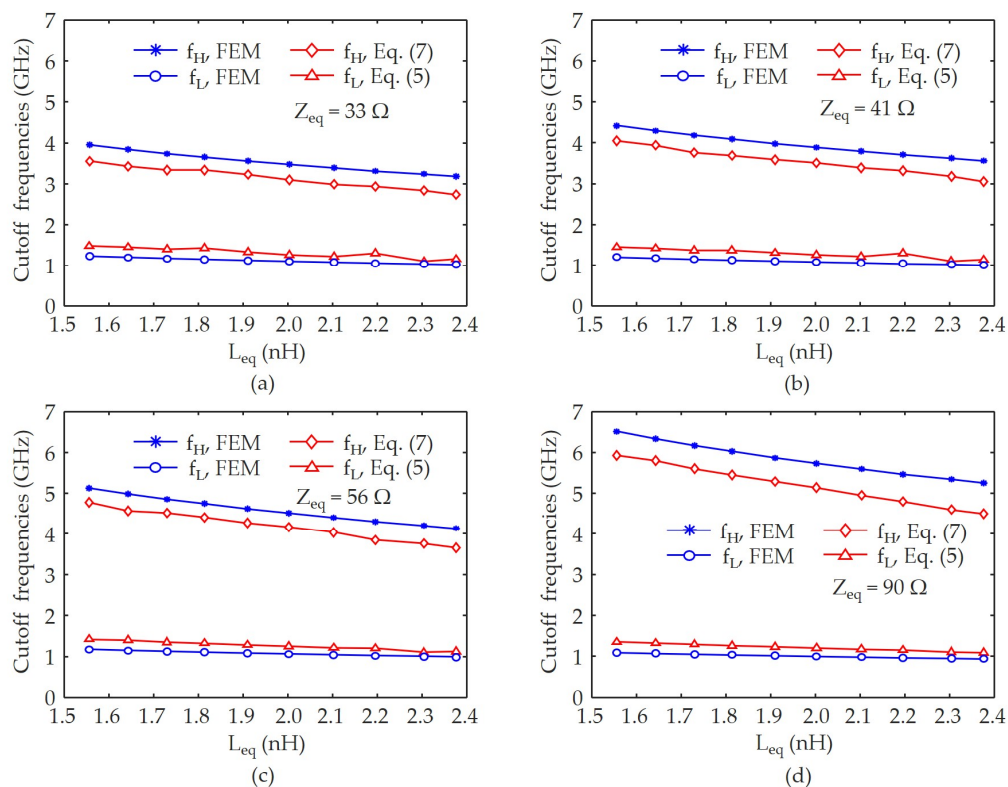 7
6
5
4
3
2
1
0
Cutoff frequencies (GHz)
f_H, FEM
f_L, FEM
f_H, Eq. (7)
f_L, Eq. (5)
Z_eq = 33 Ω
1.5 1.6 1.7 1.8 1.9 2.0 2.1 2.2 2.3 2.4
L_eq (nH)
(a)
7
6
5
4
3
2
1
0
Cutoff frequencies (GHz)
f_H, FEM
f_L, FEM
f_H, Eq. (7)
f_L, Eq. (5)
Z_eq = 41 Ω
1.5 1.6 1.7 1.8 1.9 2.0 2.1 2.2 2.3 2.4
L_eq (nH)
(b)
7
6
5
4
3
2
1
0
Cutoff frequencies (GHz)
f_H, FEM
f_L, FEM
f_H, Eq. (7)
f_L, Eq. (5)
Z_eq = 56 Ω
1.5 1.6 1.7 1.8 1.9 2.0 2.1 2.2 2.3 2.4
L_eq (nH)
(c)
7
6
5
4
3
2
1
0
Cutoff frequencies (GHz)
f_H, FEM
f_L, FEM
f_H, Eq. (7)
f_L, Eq. (5)
Z_eq = 90 Ω
1.5 1.6 1.7 1.8 1.9 2.0 2.1 2.2 2.3 2.4
L_eq (nH)
(d)